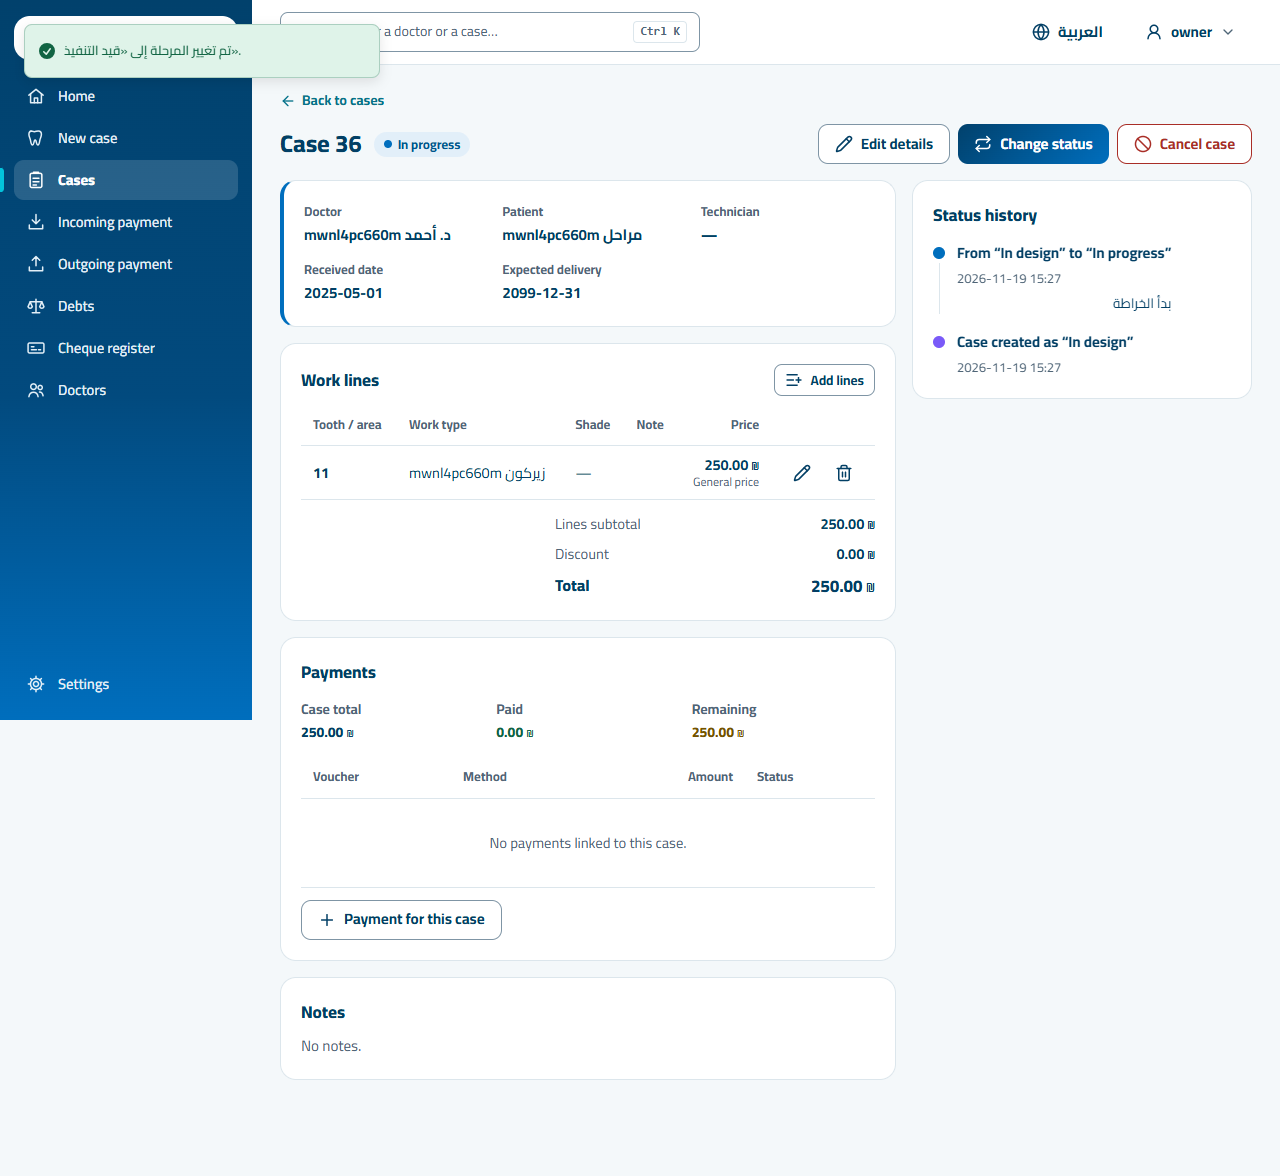 تم تغيير المرحلة إلى «قيد التنفيذ».
a doctor or a case...
Ctrl K
العربية
owner
Home
New case
Cases
Incoming payment
Outgoing payment
Debts
Cheque register
Doctors
Settings
Back to cases
Case 36
In progress
Edit details
Change status
Cancel case
Doctor
Patient
Technician
د. أحمد mwnl4pc660m
مراحل mwnl4pc660m
—
Received date
Expected delivery
2025-05-01
2099-12-31
Work lines
Add lines
Tooth / area
Work type
Shade
Note
Price
11
زيركون mwnl4pc660m
—
250.00 ₪
General price
Lines subtotal
250.00 ₪
Discount
0.00 ₪
Total
250.00 ₪
Payments
Case total
Paid
Remaining
250.00 ₪
0.00 ₪
250.00 ₪
Voucher
Method
Amount
Status
No payments linked to this case.
Payment for this case
Notes
No notes.
Status history
From “In design” to “In progress”
2026-11-19 15:27
بدأ الخراطة
Case created as “In design”
2026-11-19 15:27